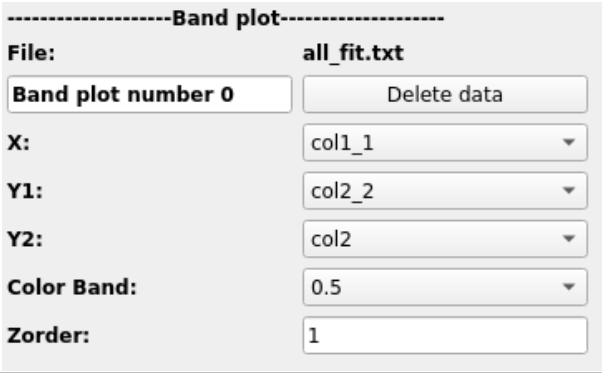 --------------------Band plot--------------------
File: all_fit.txt
Band plot number 0 Delete data
X: col1_1
Y1: col2_2
Y2: col2
Color Band: 0.5
Zorder: 1